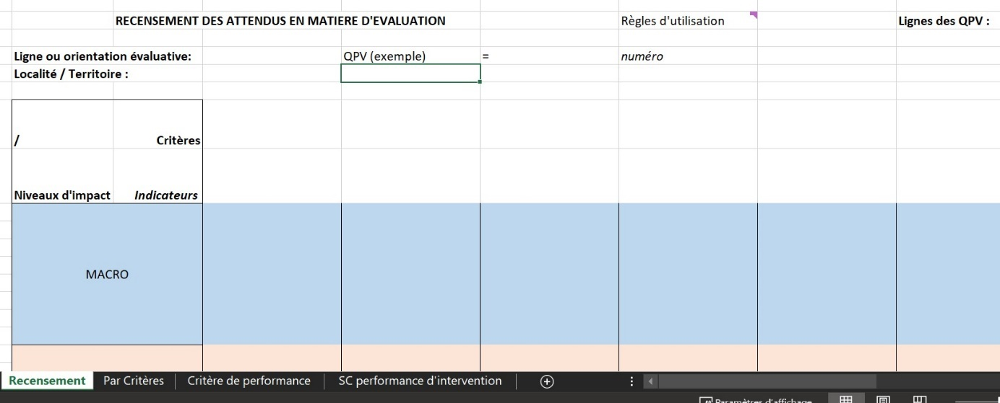 RECENSEMENT DES ATTENDUS EN MATIERE D'EVALUATION Règles d'utilisation Lignes des QPV :
Ligne ou orientation évaluative: QPV (exemple) = numéro
Localité / Territoire :
/ Critères
Niveaux d'impact Indicateurs
MACRO
Recensement Par Critères Critère de performance SC performance d'intervention
Paramètres d'affichage